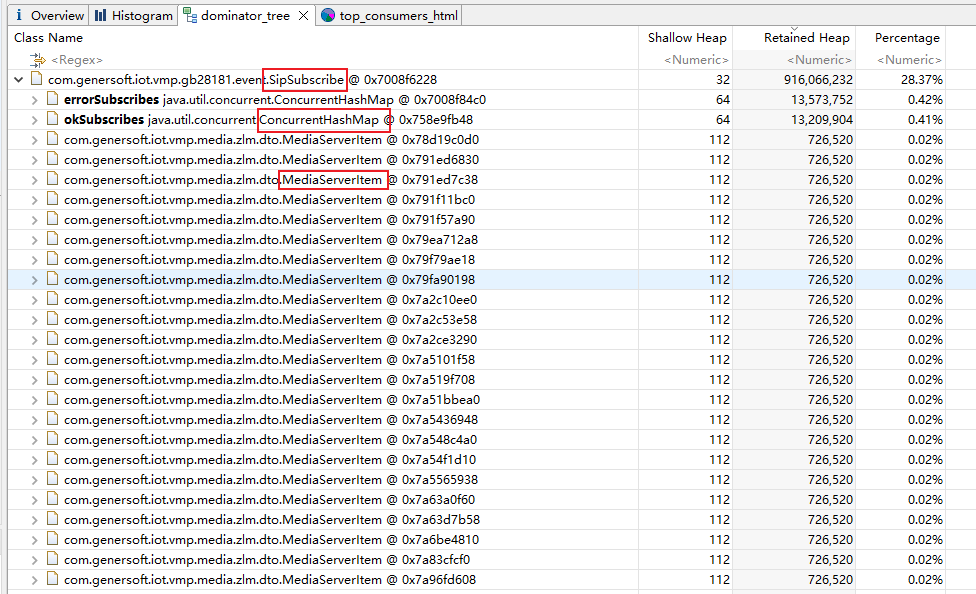 Overview Histogram dominator_tree top_consumers_html
Class Name Shallow Heap Retained Heap Percentage
<Regex> <Numeric> <Numeric> <Numeric>
com.genersoft.iot.vmp.gb28181.event.SipSubscribe @ 0x7008f6228 32 916,066,232 28.37%
errorSubscribes java.util.concurrent.ConcurrentHashMap @ 0x7008f84c0 64 13,573,752 0.42%
okSubscribes java.util.concurrent.ConcurrentHashMap @ 0x758e9fb48 64 13,209,904 0.41%
com.genersoft.iot.vmp.media.zlm.dto.MediaServerItem @ 0x78d19c0d0 112 726,520 0.02%
com.genersoft.iot.vmp.media.zlm.dto.MediaServerItem @ 0x791ed6830 112 726,520 0.02%
com.genersoft.iot.vmp.media.zlm.dto.MediaServerItem @ 0x791ed7c38 112 726,520 0.02%
com.genersoft.iot.vmp.media.zlm.dto.MediaServerItem @ 0x791f11bc0 112 726,520 0.02%
com.genersoft.iot.vmp.media.zlm.dto.MediaServerItem @ 0x791f57a90 112 726,520 0.02%
com.genersoft.iot.vmp.media.zlm.dto.MediaServerItem @ 0x79ea712a8 112 726,520 0.02%
com.genersoft.iot.vmp.media.zlm.dto.MediaServerItem @ 0x79f79ae18 112 726,520 0.02%
com.genersoft.iot.vmp.media.zlm.dto.MediaServerItem @ 0x79fa90198 112 726,520 0.02%
com.genersoft.iot.vmp.media.zlm.dto.MediaServerItem @ 0x7a2c10ee0 112 726,520 0.02%
com.genersoft.iot.vmp.media.zlm.dto.MediaServerItem @ 0x7a2c53e58 112 726,520 0.02%
com.genersoft.iot.vmp.media.zlm.dto.MediaServerItem @ 0x7a2ce3290 112 726,520 0.02%
com.genersoft.iot.vmp.media.zlm.dto.MediaServerItem @ 0x7a5101f58 112 726,520 0.02%
com.genersoft.iot.vmp.media.zlm.dto.MediaServerItem @ 0x7a519f708 112 726,520 0.02%
com.genersoft.iot.vmp.media.zlm.dto.MediaServerItem @ 0x7a51bbea0 112 726,520 0.02%
com.genersoft.iot.vmp.media.zlm.dto.MediaServerItem @ 0x7a5436948 112 726,520 0.02%
com.genersoft.iot.vmp.media.zlm.dto.MediaServerItem @ 0x7a548c4a0 112 726,520 0.02%
com.genersoft.iot.vmp.media.zlm.dto.MediaServerItem @ 0x7a54f1d10 112 726,520 0.02%
com.genersoft.iot.vmp.media.zlm.dto.MediaServerItem @ 0x7a5565938 112 726,520 0.02%
com.genersoft.iot.vmp.media.zlm.dto.MediaServerItem @ 0x7a63a0f60 112 726,520 0.02%
com.genersoft.iot.vmp.media.zlm.dto.MediaServerItem @ 0x7a63d7b58 112 726,520 0.02%
com.genersoft.iot.vmp.media.zlm.dto.MediaServerItem @ 0x7a6be4810 112 726,520 0.02%
com.genersoft.iot.vmp.media.zlm.dto.MediaServerItem @ 0x7a83cfcf0 112 726,520 0.02%
com.genersoft.iot.vmp.media.zlm.dto.MediaServerItem @ 0x7a96fd608 112 726,520 0.02%